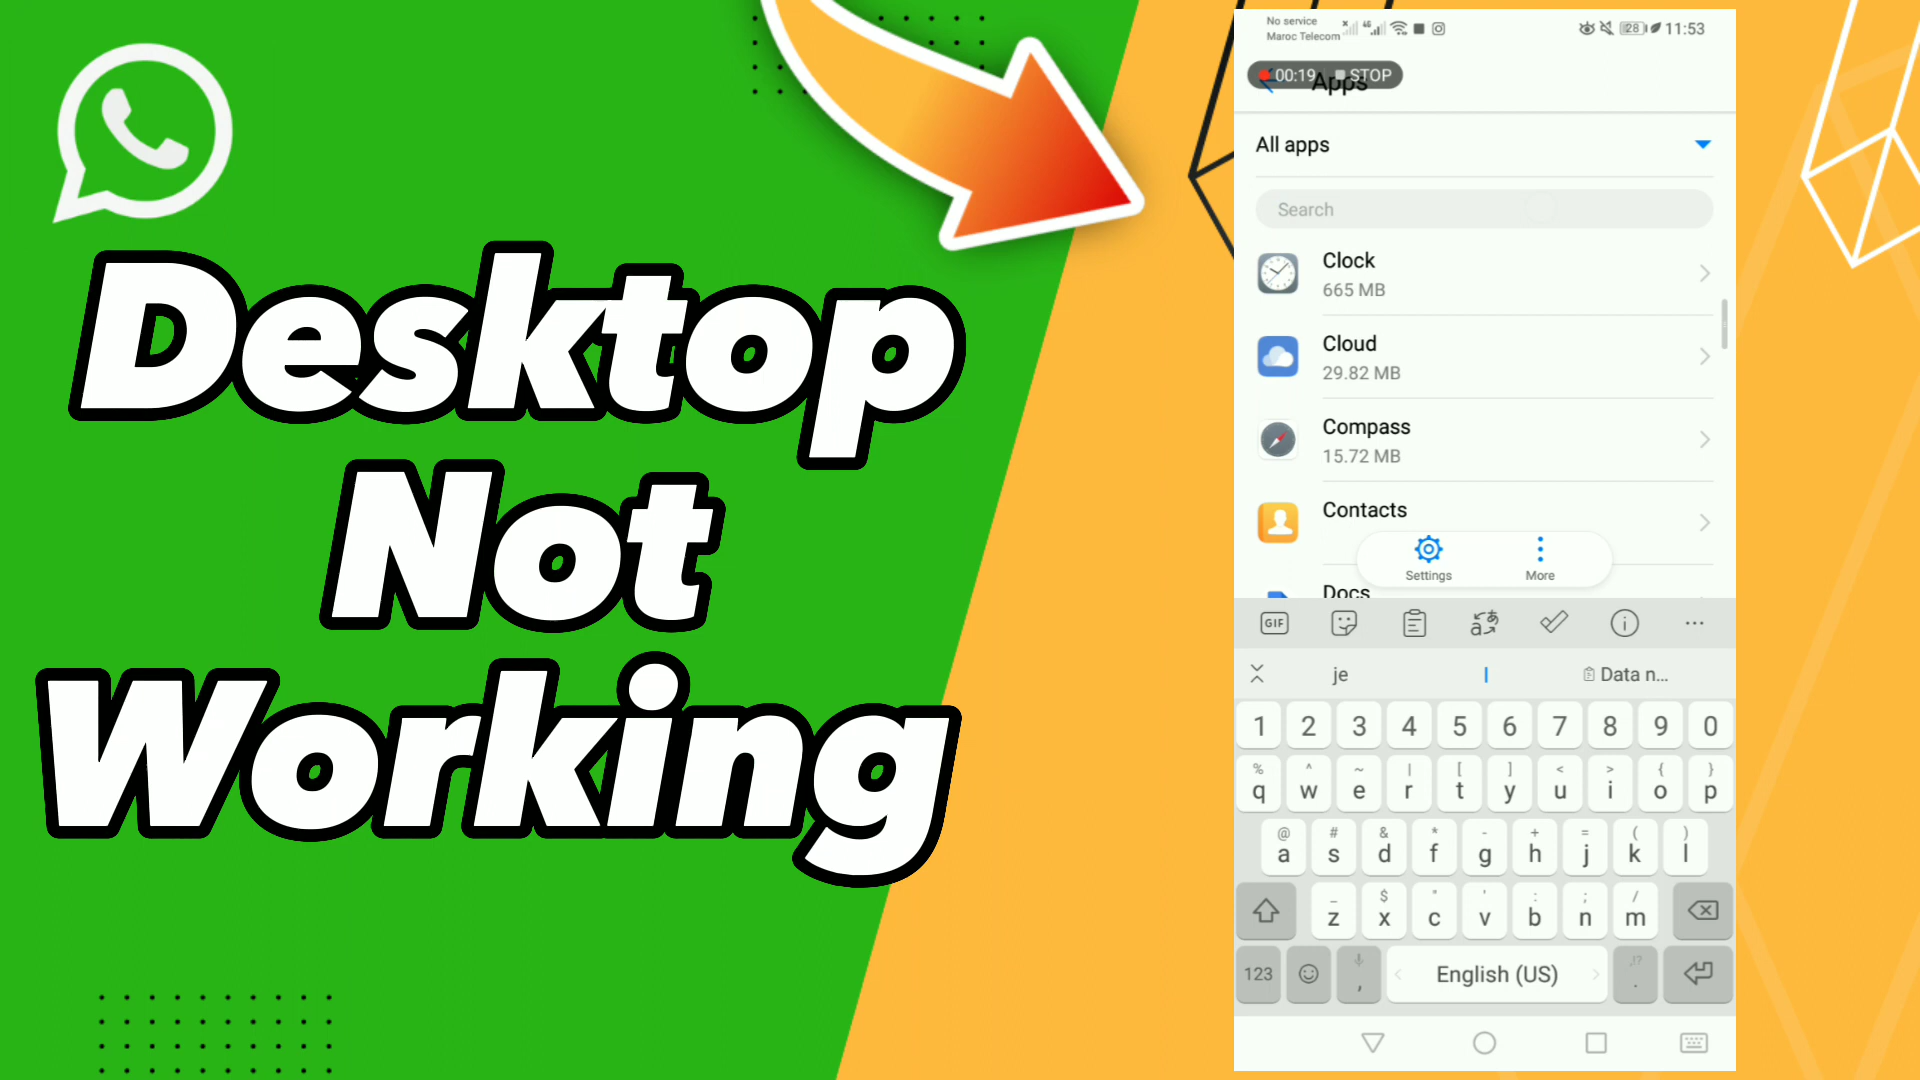 Desktop
Not
Working
No service
Maroc Telecom
4G
28
11:53
00:19 STOP
Apps
All apps
Search
Clock
665 MB
Cloud
29.82 MB
Compass
15.72 MB
Contacts
Settings
More
Docs
GIF
je
Data n...
1 2 3 4 5 6 7 8 9 0
% ^ ~ | [ ] < > { }
q w e r t y u i o p
@ # & * - + = ( )
a s d f g h j k l
_ $ " ' : ; /
z x c v b n m
123 , English (US) ,!? .